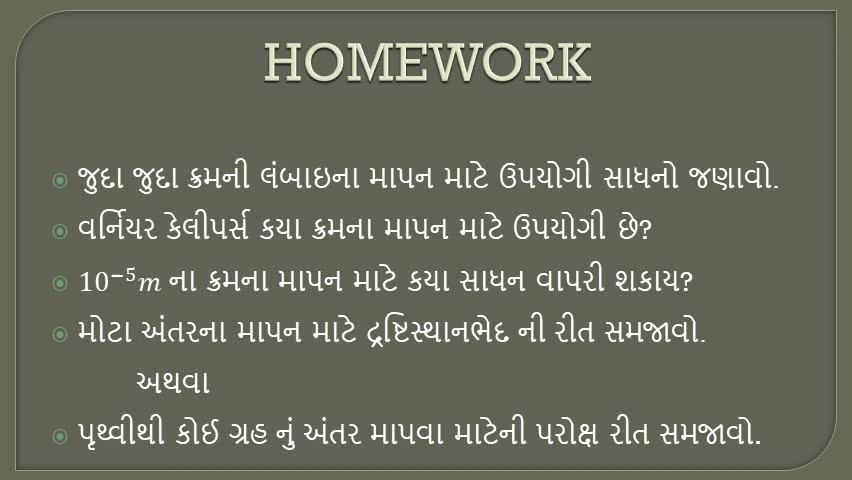 HOMEWORK
જુદા જુદા ક્રમની લંબાઇના માપન માટે ઉપયોગી સાધનો જણાવો.
વર્નિયર કેલીપર્સ કયા ક્રમના માપન માટે ઉપયોગી છે?
10⁻⁵m ના ક્રમના માપન માટે કયા સાધન વાપરી શકાય?
મોટા અંતરના માપન માટે દ્રષ્ટિસ્થાનભેદ ની રીત સમજાવો.
અથવા
પૃથ્વીથી કોઈ ગ્રહ નું અંતર માપવા માટેની પરોક્ષ રીત સમજાવો.